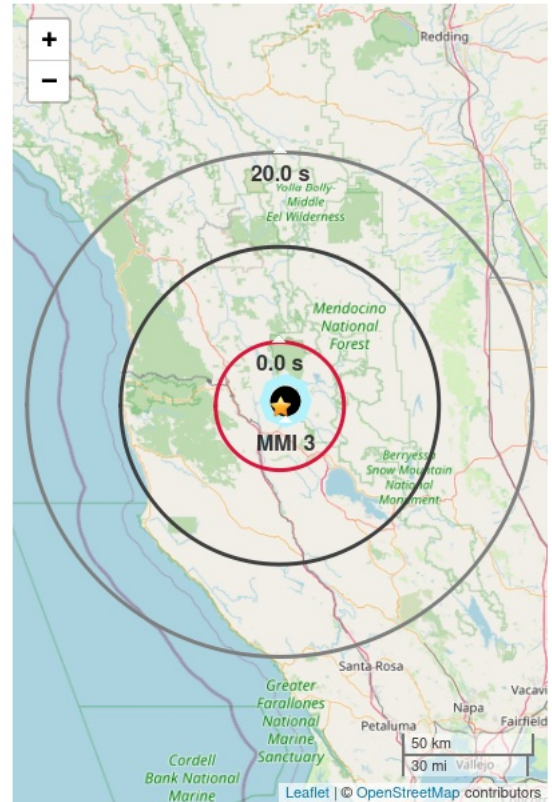 +
−
Redding
20.0 s
Yolla Bolly-
Middle
Eel Wilderness
Mendocino
National
Forest
0.0 s
MMI 3
Berryessa
Snow Mountain
National
Monument
Santa Rosa
Greater
Farallones
National
Marine
Sanctuary
Vacavi
Napa
Fairfield
Petaluma
50 km
30 mi
Vallejo
Cordell
Bank National
Marine
Leaflet | © OpenStreetMap contributors